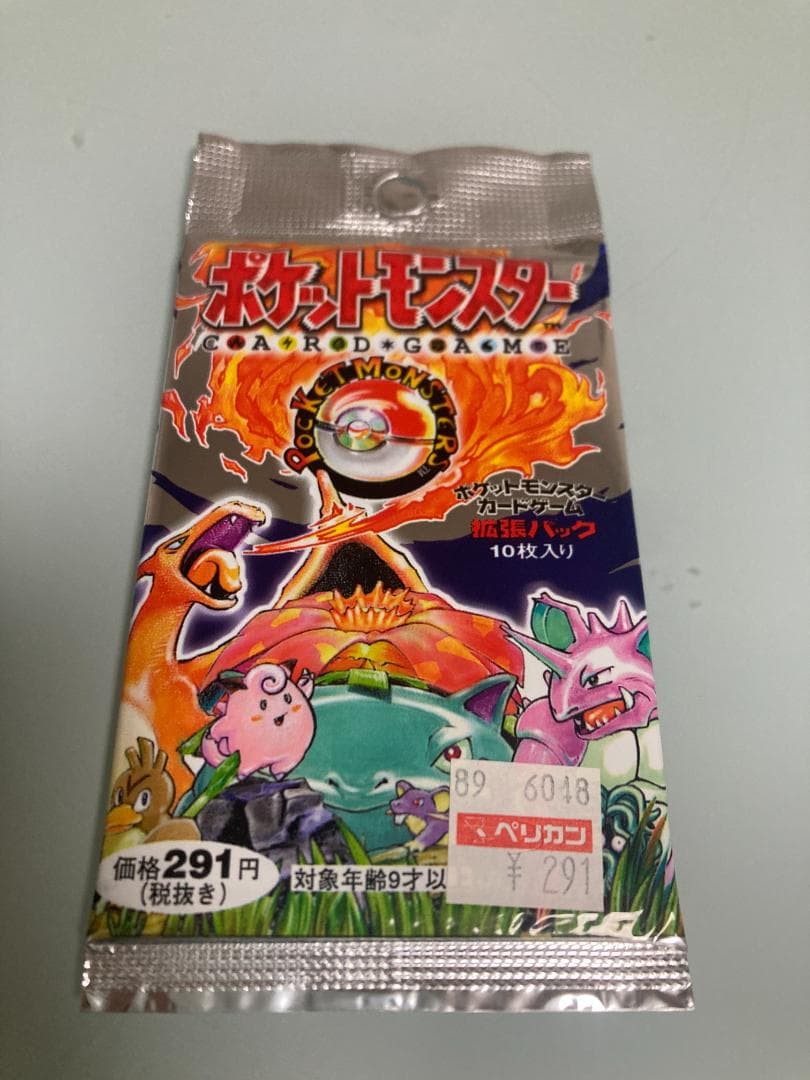 ポケットモンスター
TM
CARD GAME
POCKET MONSTERS
ポケットモンスター
カードゲーム
拡張パック
10枚入り
89 6048
ペリカン
¥ 291
価格291円
(税抜き)
対象年齢9才以